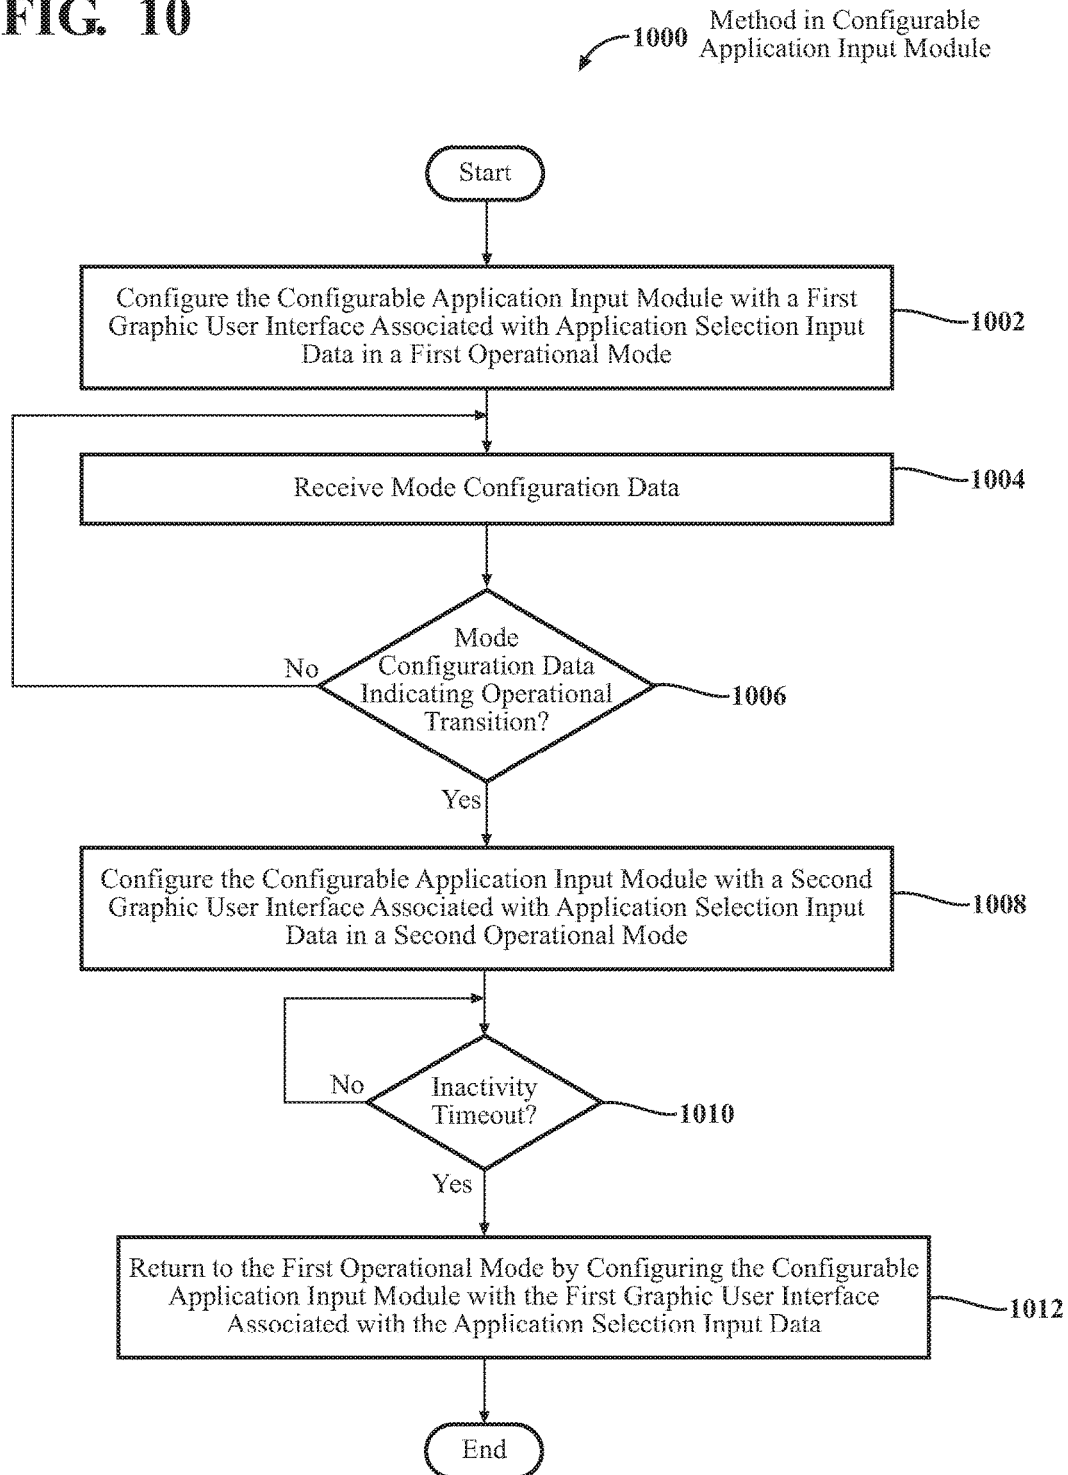 FIG. 10
1000
Method in Configurable
Application Input Module
Start
Configure the Configurable Application Input Module with a First
Graphic User Interface Associated with Application Selection Input
Data in a First Operational Mode
1002
Receive Mode Configuration Data
1004
Mode
Configuration Data
Indicating Operational
Transition?
No
1006
Yes
Configure the Configurable Application Input Module with a Second
Graphic User Interface Associated with Application Selection Input
Data in a Second Operational Mode
1008
Inactivity
Timeout?
No
1010
Yes
Return to the First Operational Mode by Configuring the Configurable
Application Input Module with the First Graphic User Interface
Associated with the Application Selection Input Data
1012
End